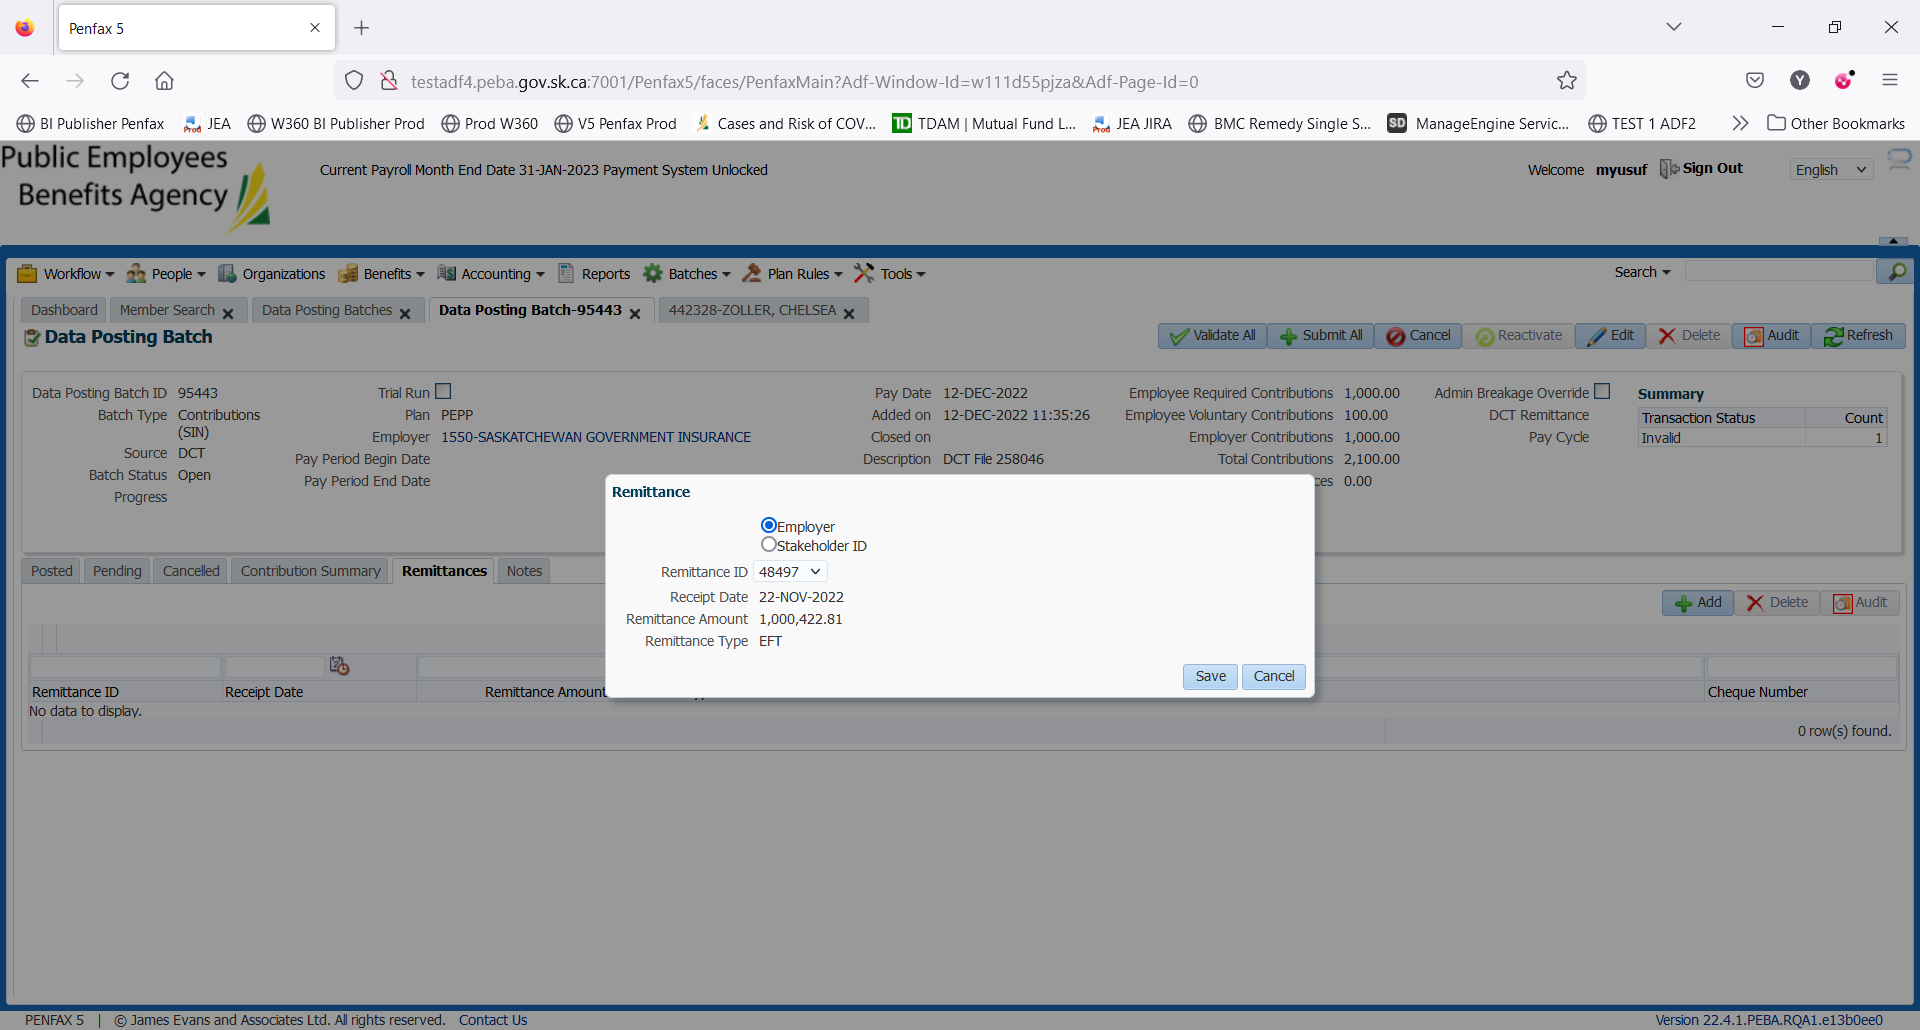 Penfax 5
testadf4.peba.gov.sk.ca:7001/Penfax5/faces/PenfaxMain?Adf-Window-Id=w111d55pjza&Adf-Page-Id=0
Y
BI Publisher Penfax JEA W360 BI Publisher Prod Prod W360 V5 Penfax Prod Cases and Risk of COV... TD TDAM | Mutual Fund L... JEA JIRA BMC Remedy Single S... SD ManageEngine Servic... TEST 1 ADF2 Other Bookmarks
Public Employees
Benefits Agency
Current Payroll Month End Date 31-JAN-2023 Payment System Unlocked
Welcome myusuf Sign Out English
Workflow People Organizations Benefits Accounting Reports Batches Plan Rules Tools Search
Dashboard Member Search Data Posting Batches Data Posting Batch-95443 442328-ZOLLER, CHELSEA
Data Posting Batch
Validate All Submit All Cancel Reactivate Edit Delete Audit Refresh
Data Posting Batch ID 95443
Batch Type Contributions
(SIN)
Source DCT
Batch Status Open
Progress
Trial Run
Plan PEPP
Employer 1550-SASKATCHEWAN GOVERNMENT INSURANCE
Pay Period Begin Date
Pay Period End Date
Pay Date 12-DEC-2022
Added on 12-DEC-2022 11:35:26
Closed on
Description DCT File 258046
Employee Required Contributions 1,000.00
Employee Voluntary Contributions 100.00
Employer Contributions 1,000.00
Total Contributions 2,100.00
ces 0.00
Admin Breakage Override
DCT Remittance
Pay Cycle
Summary
Transaction Status Count
Invalid 1
Remittance
Employer
Stakeholder ID
Remittance ID 48497
Receipt Date 22-NOV-2022
Remittance Amount 1,000,422.81
Remittance Type EFT
Save Cancel
Posted Pending Cancelled Contribution Summary Remittances Notes
Add Delete Audit
Remittance ID Receipt Date Remittance Amount Cheque Number
No data to display.
0 row(s) found.
PENFAX 5 | © James Evans and Associates Ltd. All rights reserved. Contact Us
Version 22.4.1.PEBA.RQA1.e13b0ee0